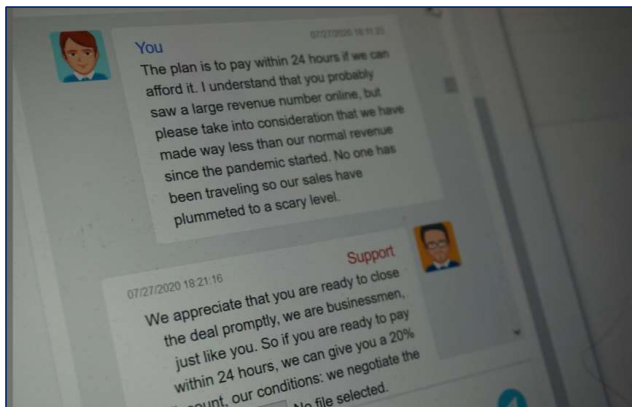 You
07/27/2020 18:11:23
The plan is to pay within 24 hours if we can
afford it. I understand that you probably
saw a large revenue number online, but
please take into consideration that we have
made way less than our normal revenue
since the pandemic started. No one has
been traveling so our sales have
plummeted to a scary level.
Support
07/27/2020 18:21:16
We appreciate that you are ready to close
the deal promptly, we are businessmen,
just like you. So if you are ready to pay
within 24 hours, we can give you a 20%
our conditions: we negotiate the
No file selected.